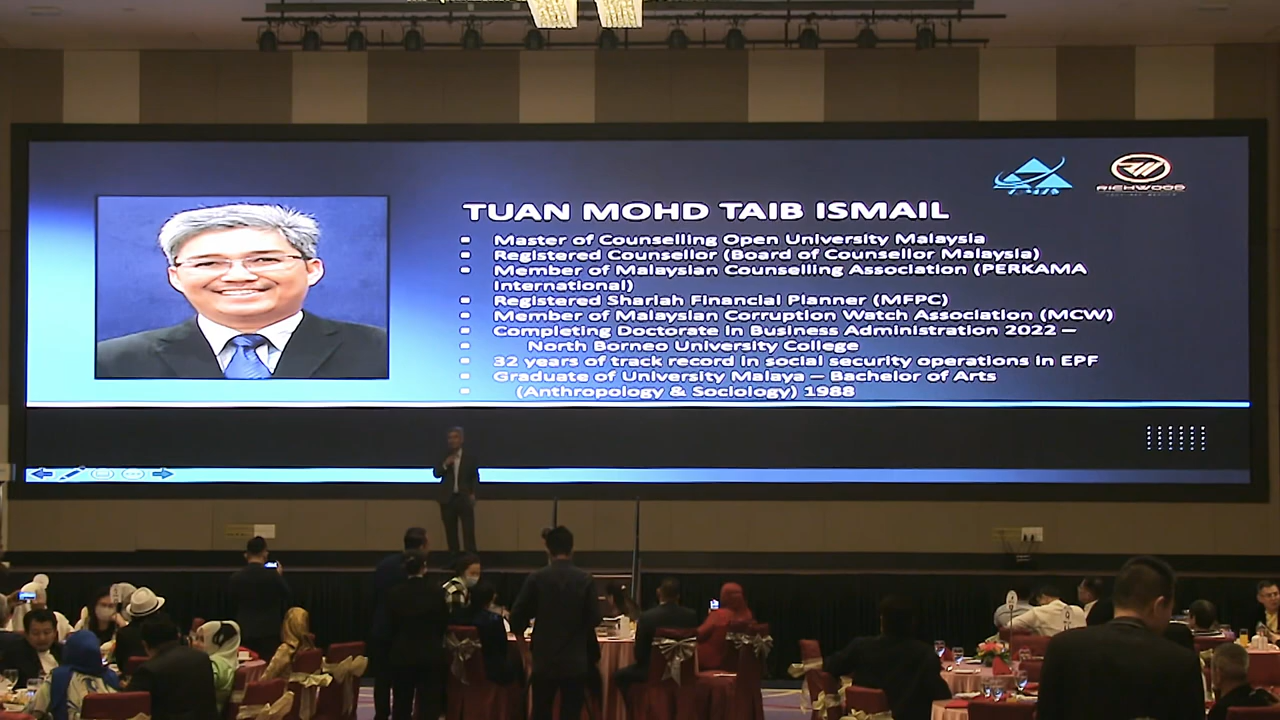 RICHWOOD
TUAN MOHD TAIB ISMAIL
Master of Counselling Open University Malaysia
Registered Counsellor (Board of Counsellor Malaysia)
Member of Malaysian Counselling Association (PERKAMA
International)
Registered Shariah Financial Planner (MFPC)
Member of Malaysian Corruption Watch Association (MCW)
Completing Doctorate in Business Administration 2022 –
North Borneo University College
32 years of track record in social security operations in EPF
Graduate of University Malaya – Bachelor of Arts
(Anthropology & Sociology) 1988